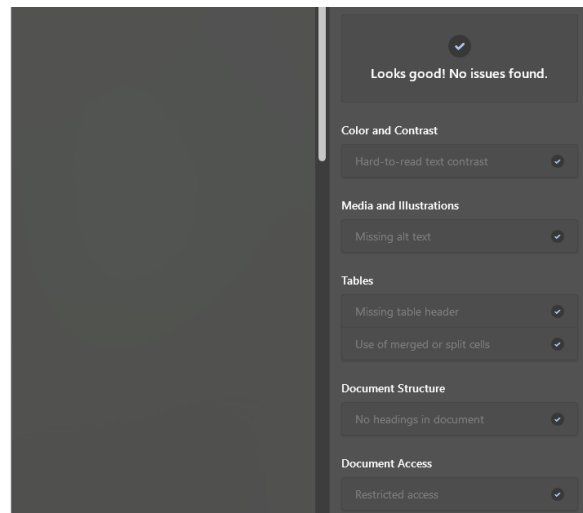 Looks good! No issues found.
Color and Contrast
Hard-to-read text contrast
Media and Illustrations
Missing alt text
Tables
Missing table header
Use of merged or split cells
Document Structure
No headings in document
Document Access
Restricted access